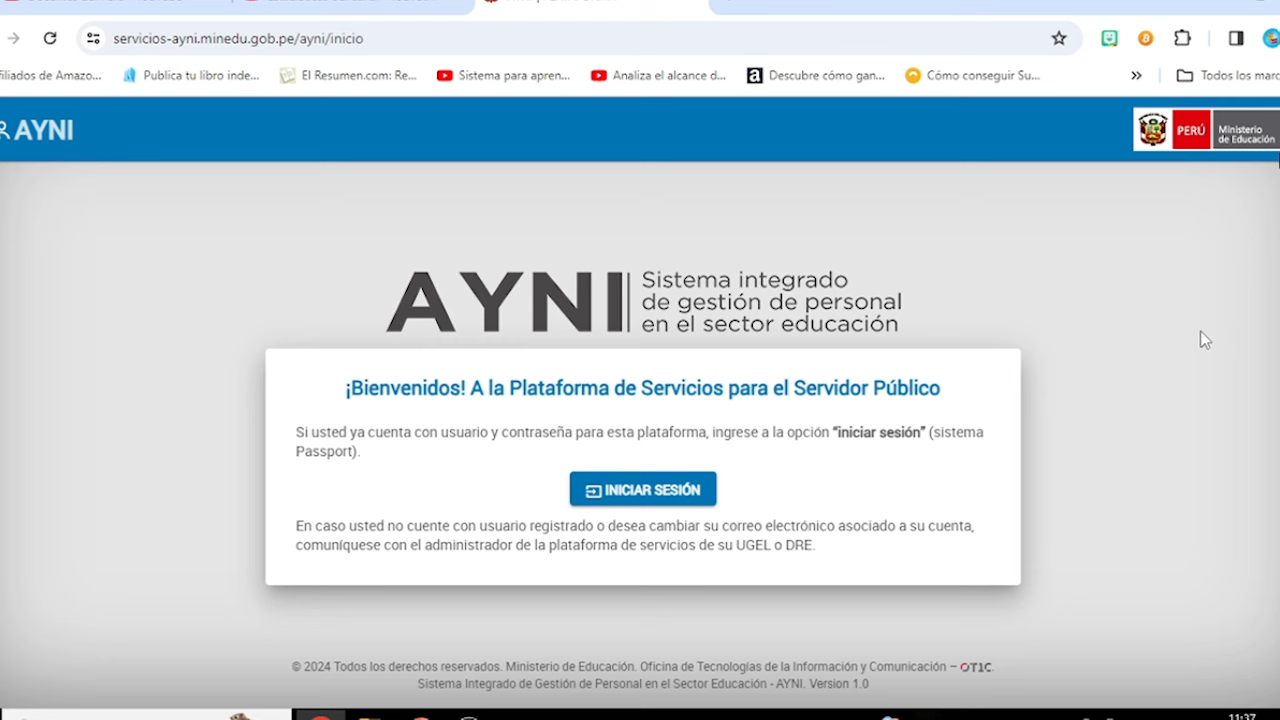 servicios-ayni.minedu.gob.pe/ayni/inicio
filiados de Amazo...
Publica tu libro inde...
El Resumen.com: Re...
Sistema para apren...
Analiza el alcance d...
Descubre cómo gan...
Cómo conseguir Su...
»
Todos los marc
AYNI
PERÚ
Ministerio
de Educación
AYNI
Sistema integrado
de gestión de personal
en el sector educación
¡Bienvenidos! A la Plataforma de Servicios para el Servidor Público
Si usted ya cuenta con usuario y contraseña para esta plataforma, ingrese a la opción “iniciar sesión” (sistema
Passport).
INICIAR SESIÓN
En caso usted no cuente con usuario registrado o desea cambiar su correo electrónico asociado a su cuenta,
comuníquese con el administrador de la plataforma de servicios de su UGEL o DRE.
© 2024 Todos los derechos reservados. Ministerio de Educación. Oficina de Tecnologías de la Información y Comunicación – OTIC.
Sistema Integrado de Gestión de Personal en el Sector Educación - AYNI. Version 1.0
11:37